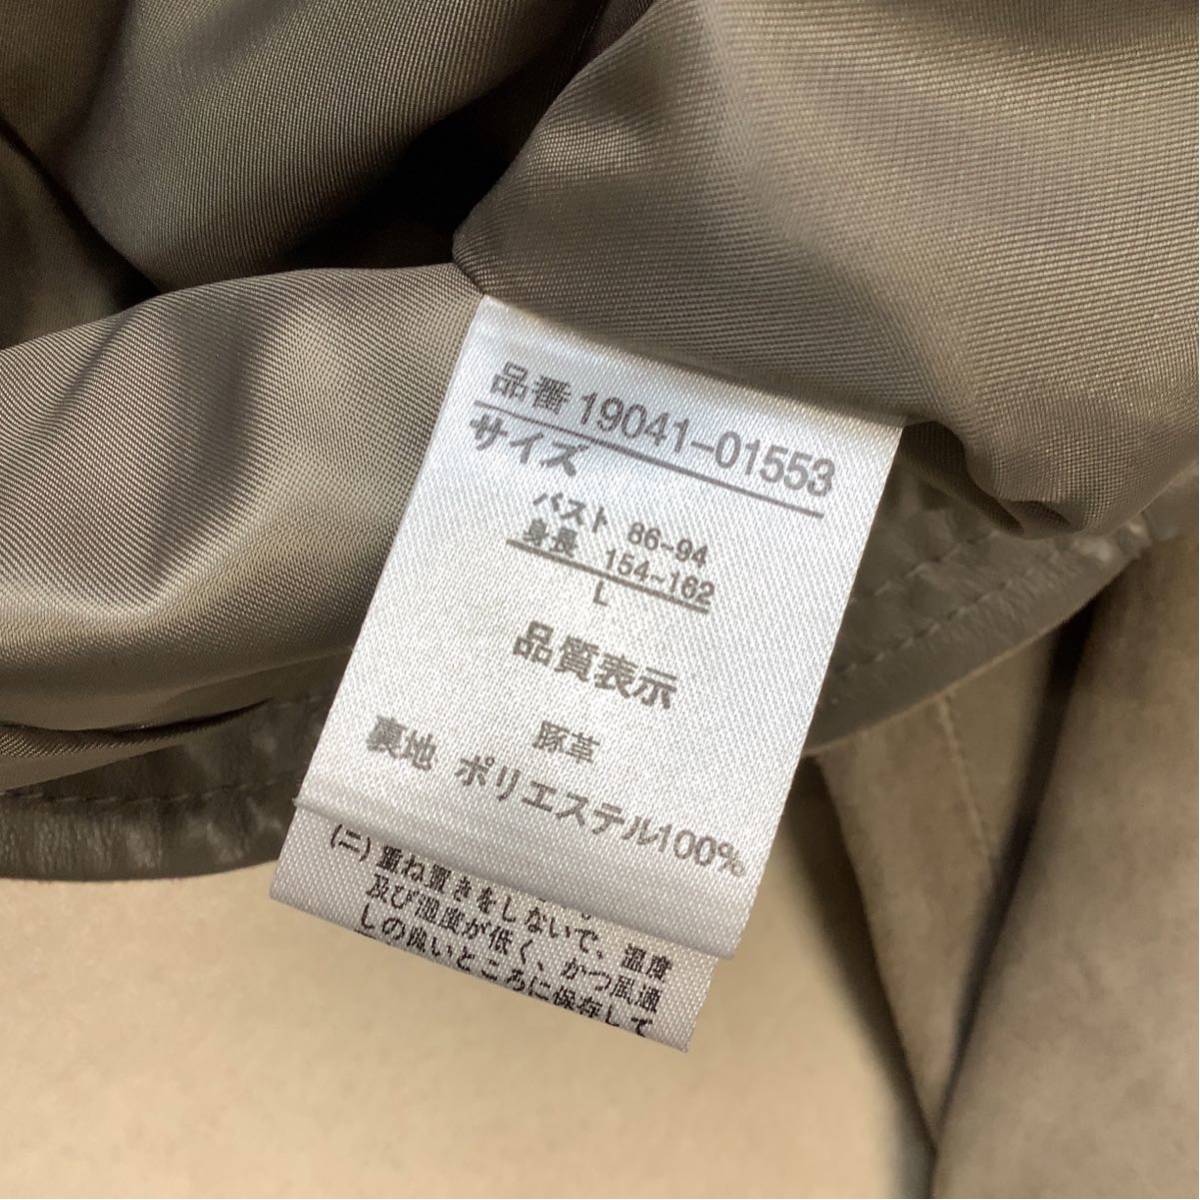 品番 19041-01553
サイズ
バスト 86-94
身長 154~162
L
品質表示
豚革
裏地 ポリエステル100%
(ニ) 重ね置きをしないで、温度
及び湿度が低く、かつ風通
しの良いところに保存して